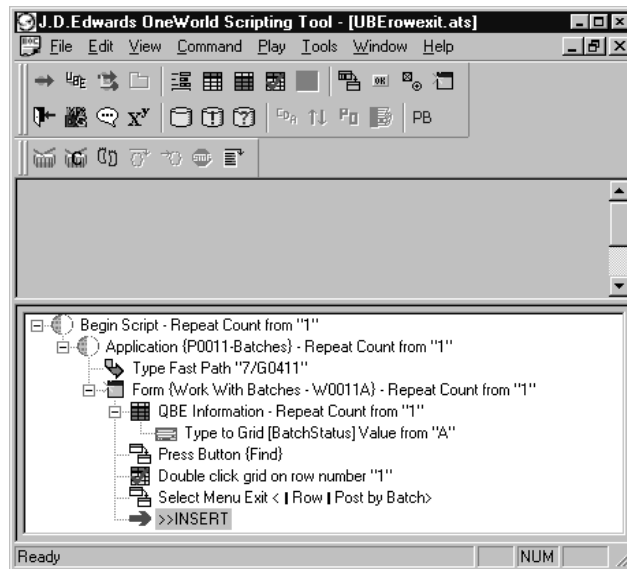 J.D.Edwards OneWorld Scripting Tool - [UBErowexit.ats]
File Edit View Command Play Tools Window Help
UBE OK
xʸ PB
Begin Script - Repeat Count from "1"
Application {P0011-Batches} - Repeat Count from "1"
Type Fast Path "7/G0411"
Form {Work With Batches - W0011A} - Repeat Count from "1"
QBE Information - Repeat Count from "1"
Type to Grid [BatchStatus] Value from "A"
Press Button {Find}
Double click grid on row number "1"
Select Menu Exit < | Row | Post by Batch>
>>INSERT
Ready NUM